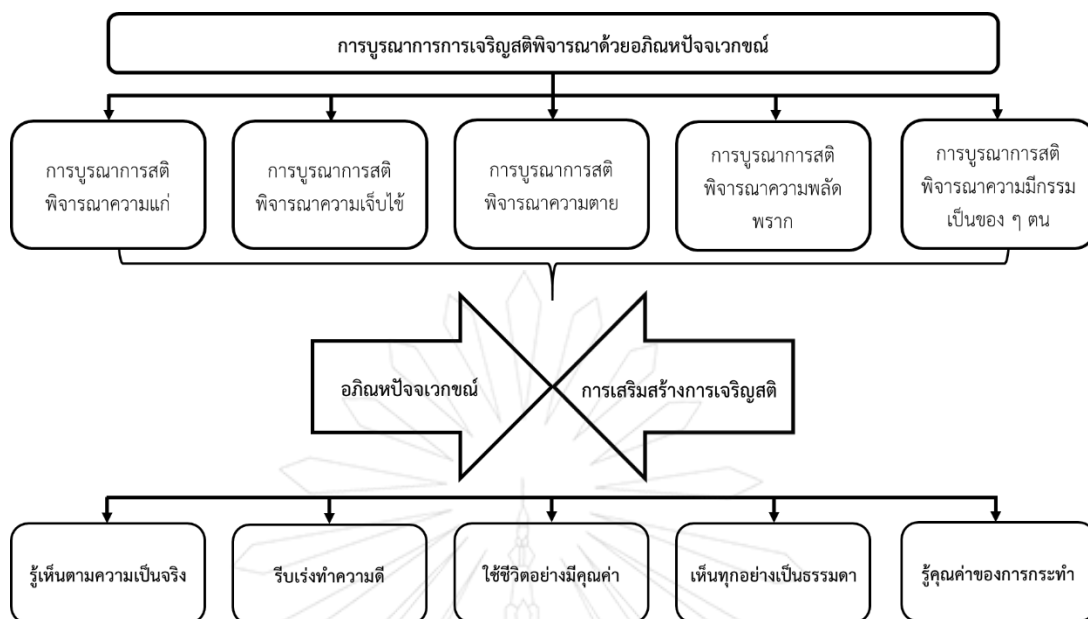 การบูรณาการการเจริญสติพิจารณาด้วยอภิณหปัจจเวกขณ์
การบูรณาการสติ
พิจารณาความแก่
การบูรณาการสติ
พิจารณาความเจ็บไข้
การบูรณาการสติ
พิจารณาความตาย
การบูรณาการสติ
พิจารณาความพลัด
พราก
การบูรณาการสติ
พิจารณาความมีกรรม
เป็นของ ๆ ตน
อภิณหปัจจเวกขณ์
การเสริมสร้างการเจริญสติ
รู้เห็นตามความเป็นจริง
รีบเร่งทำความดี
ใช้ชีวิตอย่างมีคุณค่า
เห็นทุกอย่างเป็นธรรมดา
รู้คุณค่าของการกระทำ